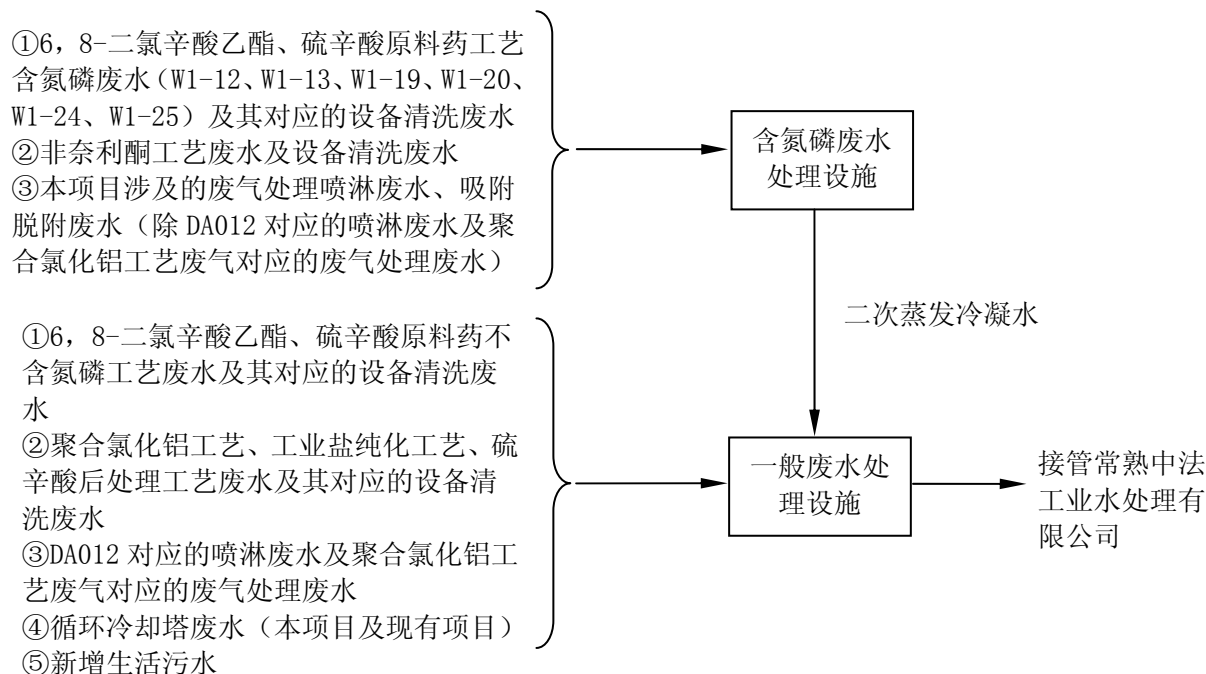 ①6，8-二氯辛酸乙酯、硫辛酸原料药工艺
含氮磷废水（W1-12、W1-13、W1-19、W1-20、
W1-24、W1-25）及其对应的设备清洗废水
②非奈利酮工艺废水及设备清洗废水
③本项目涉及的废气处理喷淋废水、吸附
脱附废水（除 DA012 对应的喷淋废水及聚
合氯化铝工艺废气对应的废气处理废水）
含氮磷废水
处理设施
二次蒸发冷凝水
①6，8-二氯辛酸乙酯、硫辛酸原料药不
含氮磷工艺废水及其对应的设备清洗废
水
②聚合氯化铝工艺、工业盐纯化工艺、硫
辛酸后处理工艺废水及其对应的设备清
洗废水
③DA012 对应的喷淋废水及聚合氯化铝工
艺废气对应的废气处理废水
④循环冷却塔废水（本项目及现有项目）
⑤新增生活污水
一般废水处
理设施
接管常熟中法
工业水处理有
限公司